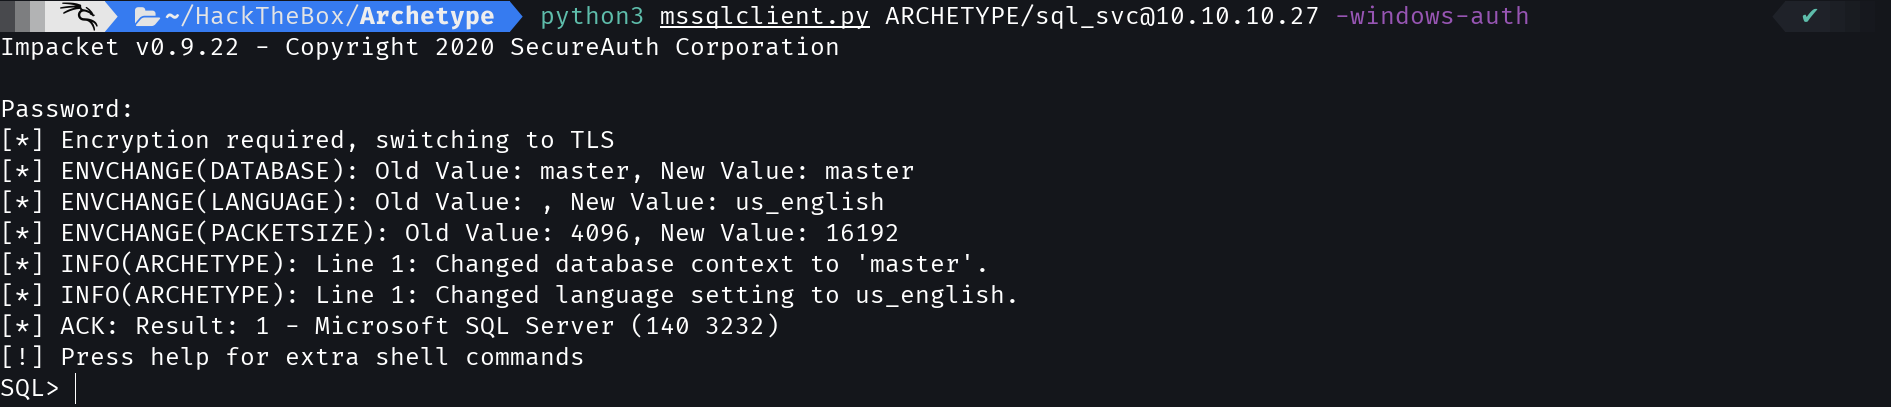 ~/HackTheBox/Archetype python3 mssqlclient.py ARCHETYPE/sql_svc@10.10.10.27 -windows-auth ✔
Impacket v0.9.22 - Copyright 2020 SecureAuth Corporation
Password:
[*] Encryption required, switching to TLS
[*] ENVCHANGE(DATABASE): Old Value: master, New Value: master
[*] ENVCHANGE(LANGUAGE): Old Value: , New Value: us_english
[*] ENVCHANGE(PACKETSIZE): Old Value: 4096, New Value: 16192
[*] INFO(ARCHETYPE): Line 1: Changed database context to 'master'.
[*] INFO(ARCHETYPE): Line 1: Changed language setting to us_english.
[*] ACK: Result: 1 - Microsoft SQL Server (140 3232)
[!] Press help for extra shell commands
SQL>